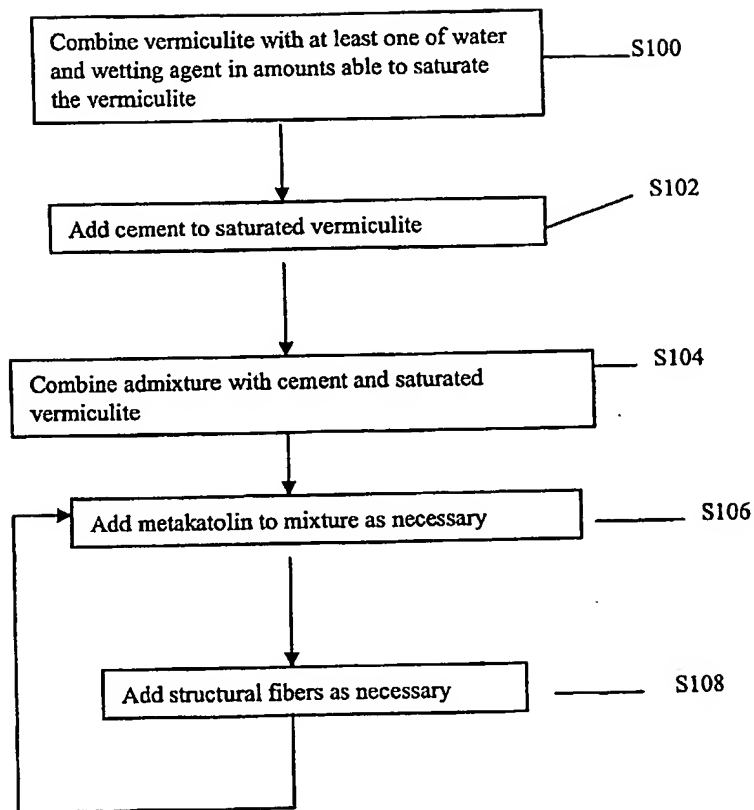 Combine vermiculite with at least one of water
and wetting agent in amounts able to saturate
the vermiculite
S100
S102
Add cement to saturated vermiculite
S104
Combine admixture with cement and saturated
vermiculite
Add metakatolin to mixture as necessary
S106
Add structural fibers as necessary
S108